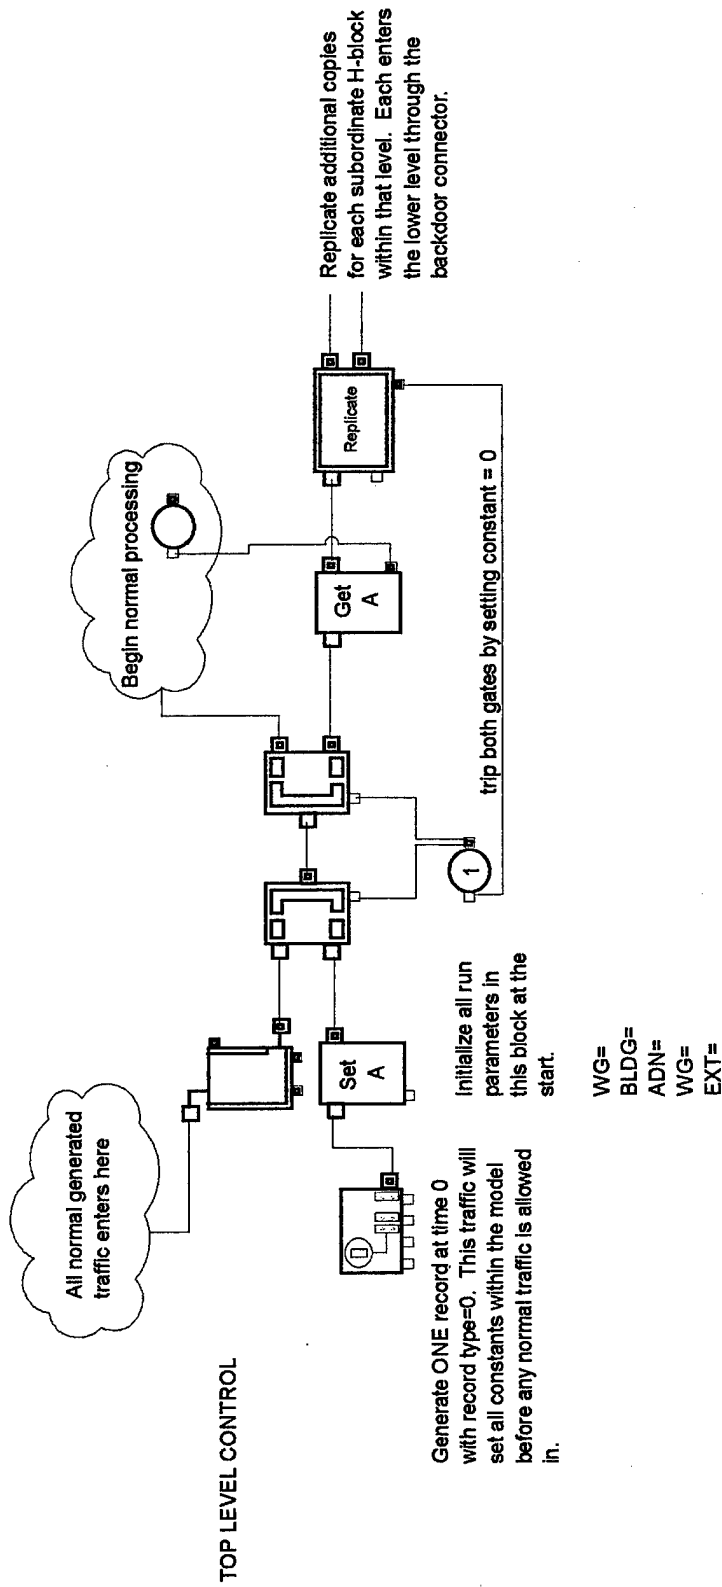 TOP LEVEL CONTROL
All normal generated
traffic enters here
Begin normal processing
Replicate additional copies
for each subordinate H-block
within that level. Each enters
the lower level through the
backdoor connector.
Set
A
Get
A
Replicate
1
trip both gates by setting constant = 0
Generate ONE record at time 0
with record type=0. This traffic will
set all constants within the model
before any normal traffic is allowed
in.
Initialize all run
parameters in
this block at the
start.
WG=
BLDG=
ADN=
WG=
EXT=